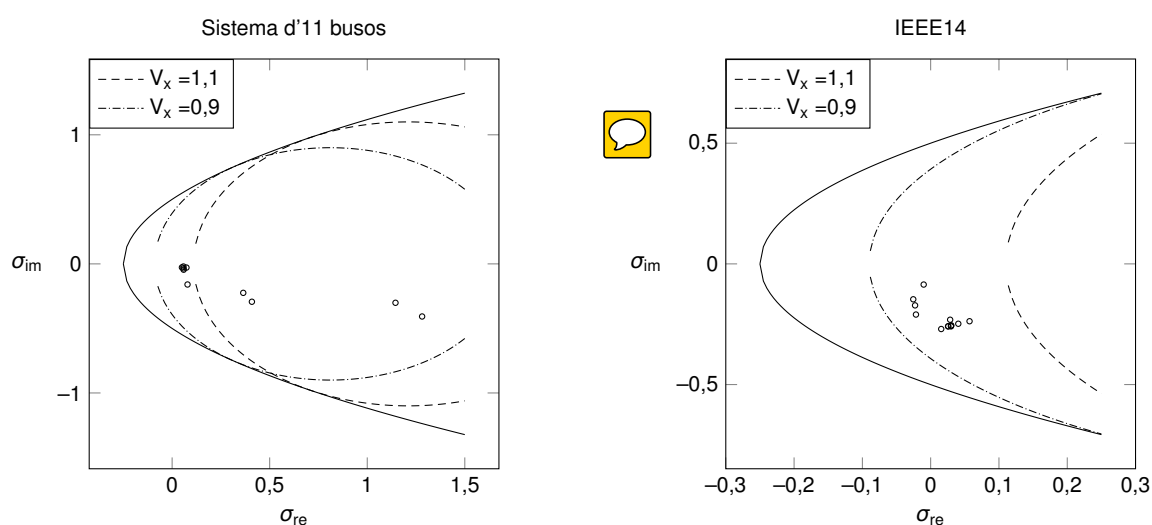 Sistema d'11 busos
V_x =1,1
V_x =0,9
1
0
−1
σ_im
0
0,5
1
1,5
σ_re
IEEE14
V_x =1,1
V_x =0,9
0,5
0
−0,5
σ_im
−0,3
−0,2
−0,1
0
0,1
0,2
0,3
σ_re